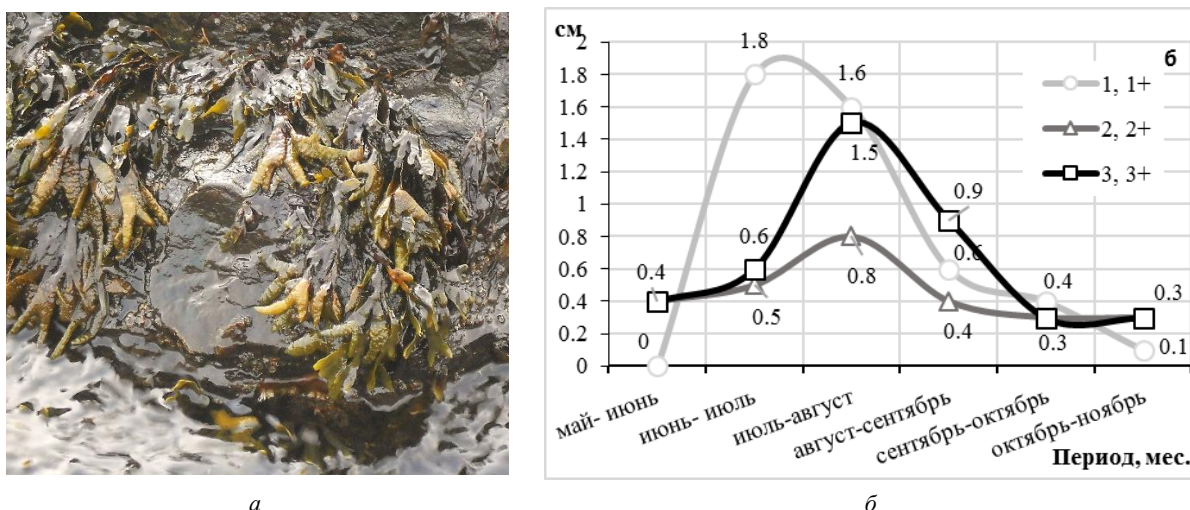 см
б
2
1.8
1.6
1.4
1.2
1
0.8
0.6
0.4
0.2
0
1.8
1.6
1.5
0.9
0.6
0.6
0.4
0.8
0.5
0.4
0.4
0.3
0.3
0.1
0
1, 1+
2, 2+
3, 3+
май- июнь
июнь- июль
июль-август
август-сентябрь
сентябрь-октябрь
октябрь-ноябрь
Период, мес.
а
б